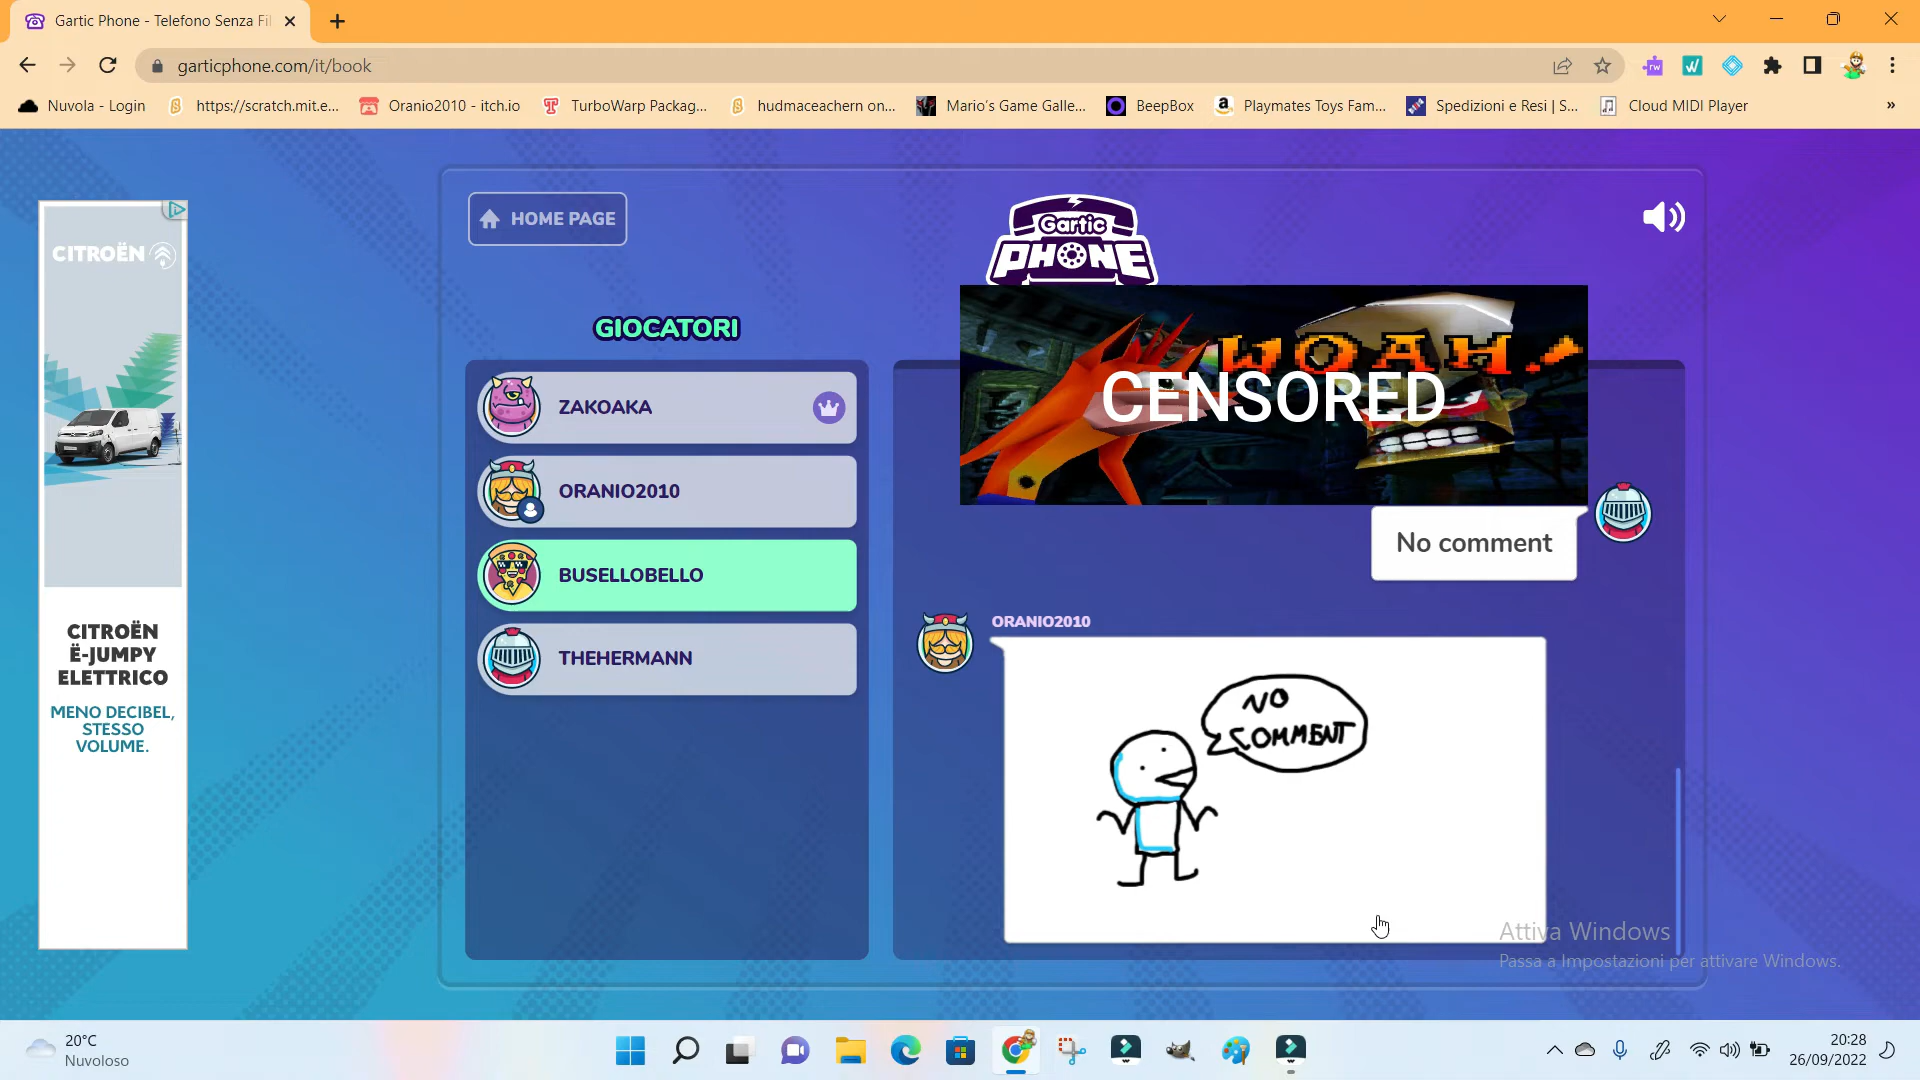 Gartic Phone - Telefono Senza Fil
garticphone.com/it/book
Nuvola - Login
https://scratch.mit.e...
Oranio2010 - itch.io
TurboWarp Packag...
hudmaceachern on...
Mario's Game Galle...
BeepBox
Playmates Toys Fam...
Spedizioni e Resi | S...
Cloud MIDI Player
»
HOME PAGE
Gartic
PHONE
CITROËN
CITROËN
Ë-JUMPY
ELETTRICO
MENO DECIBEL,
STESSO
VOLUME.
GIOCATORI
ZAKOAKA
ORANIO2010
BUSELLOBELLO
THEHERMANN
WOAH!
CENSORED
No comment
ORANIO2010
NO
COMMENT
Attiva Windows
Passa a Impostazioni per attivare Windows.
20°C
Nuvoloso
20:28
26/09/2022